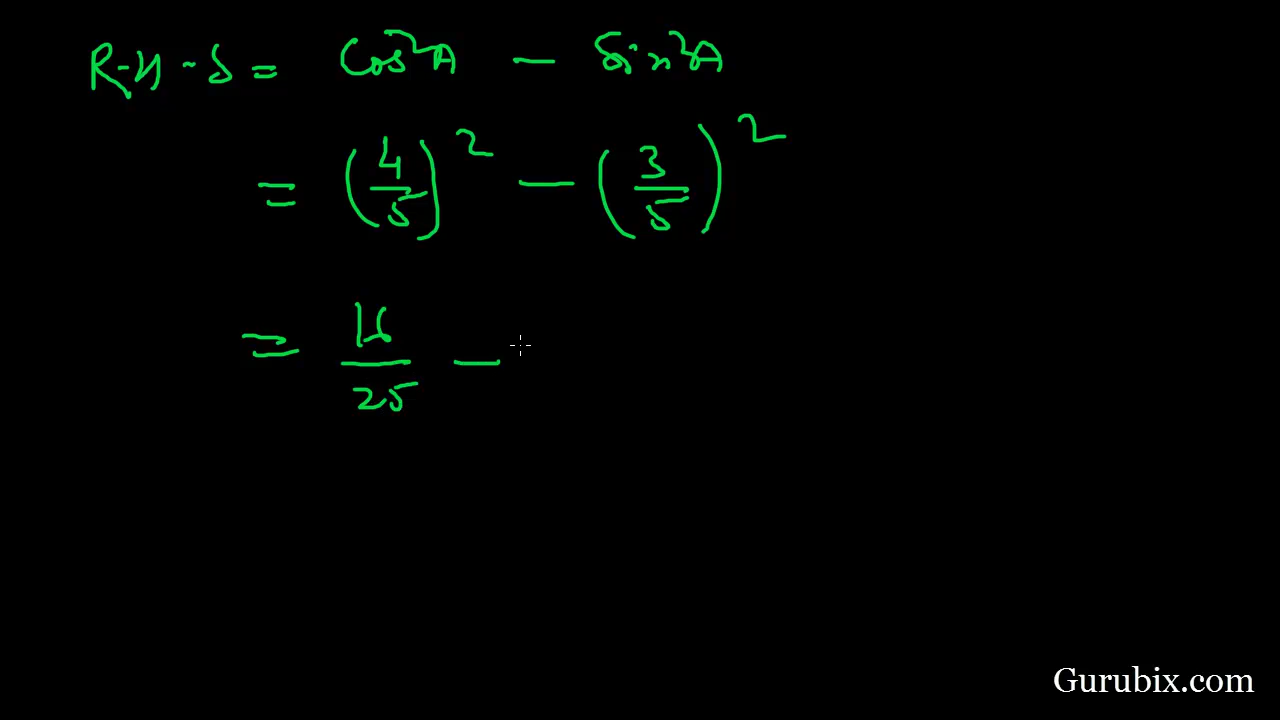 R-H-S = Cos²A - Sin²A
= (4/5)² - (3/5)²
= 16/25 -
Gurubix.com